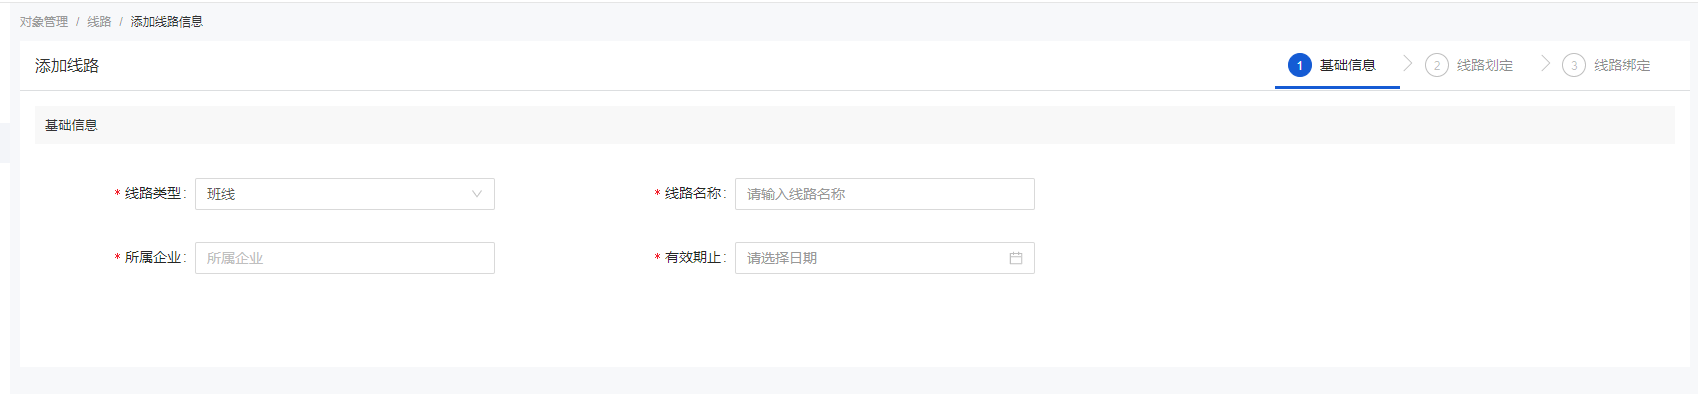 对象管理 / 线路 / 添加线路信息
添加线路 1 基础信息 2 线路划定 3 线路绑定
基础信息
* 线路类型: 班线 * 线路名称: 请输入线路名称
* 所属企业: 所属企业 * 有效期止: 请选择日期